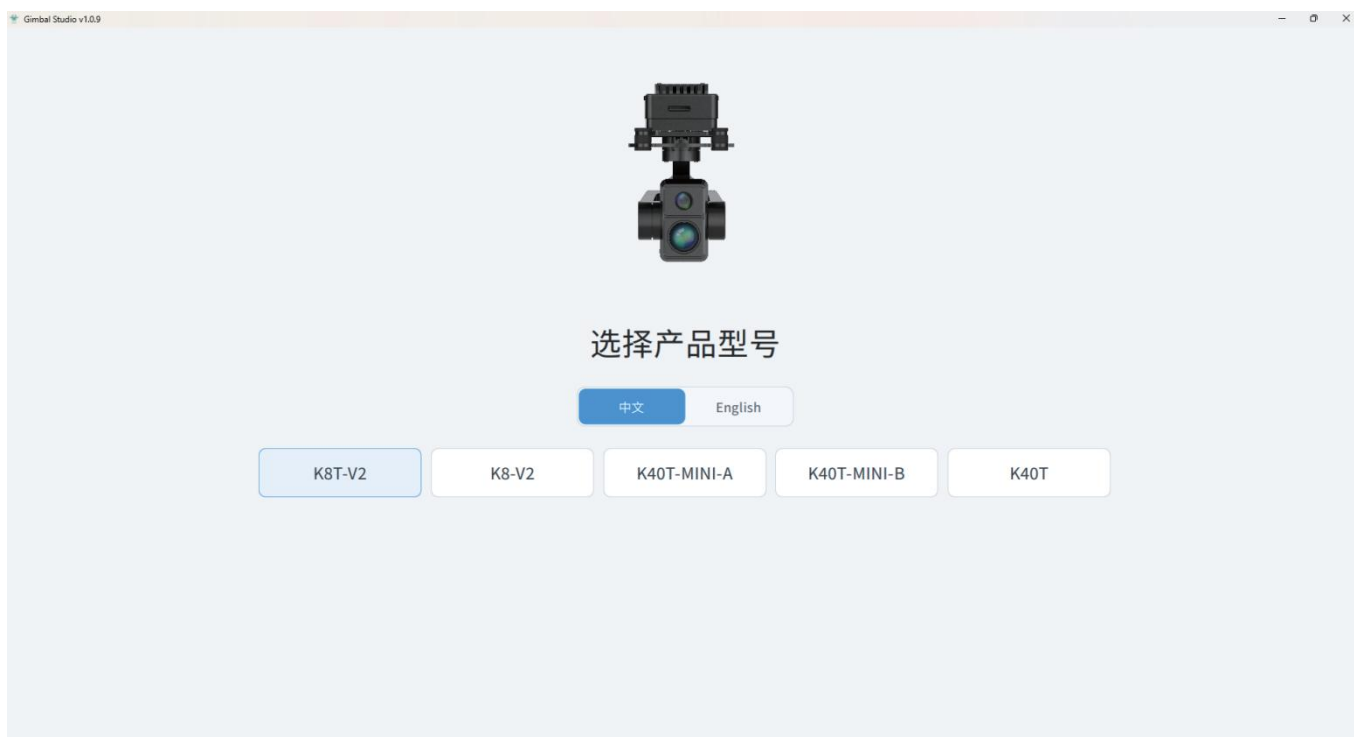 Gimbal Studio v1.0.9
选择产品型号
中文 English
K8T-V2 K8-V2 K40T-MINI-A K40T-MINI-B K40T